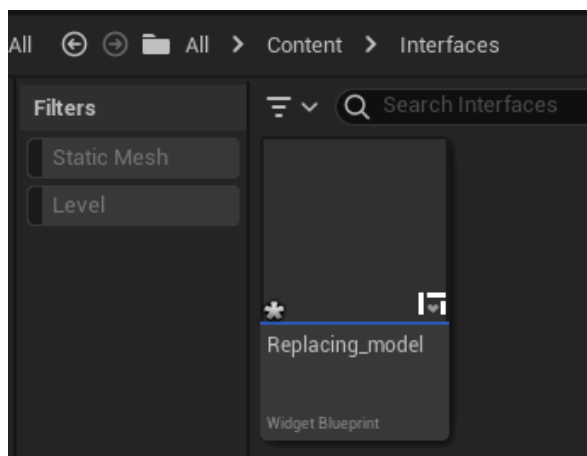 All All > Content > Interfaces
Filters
Search Interfaces
Static Mesh
Level
Replacing_model
Widget Blueprint